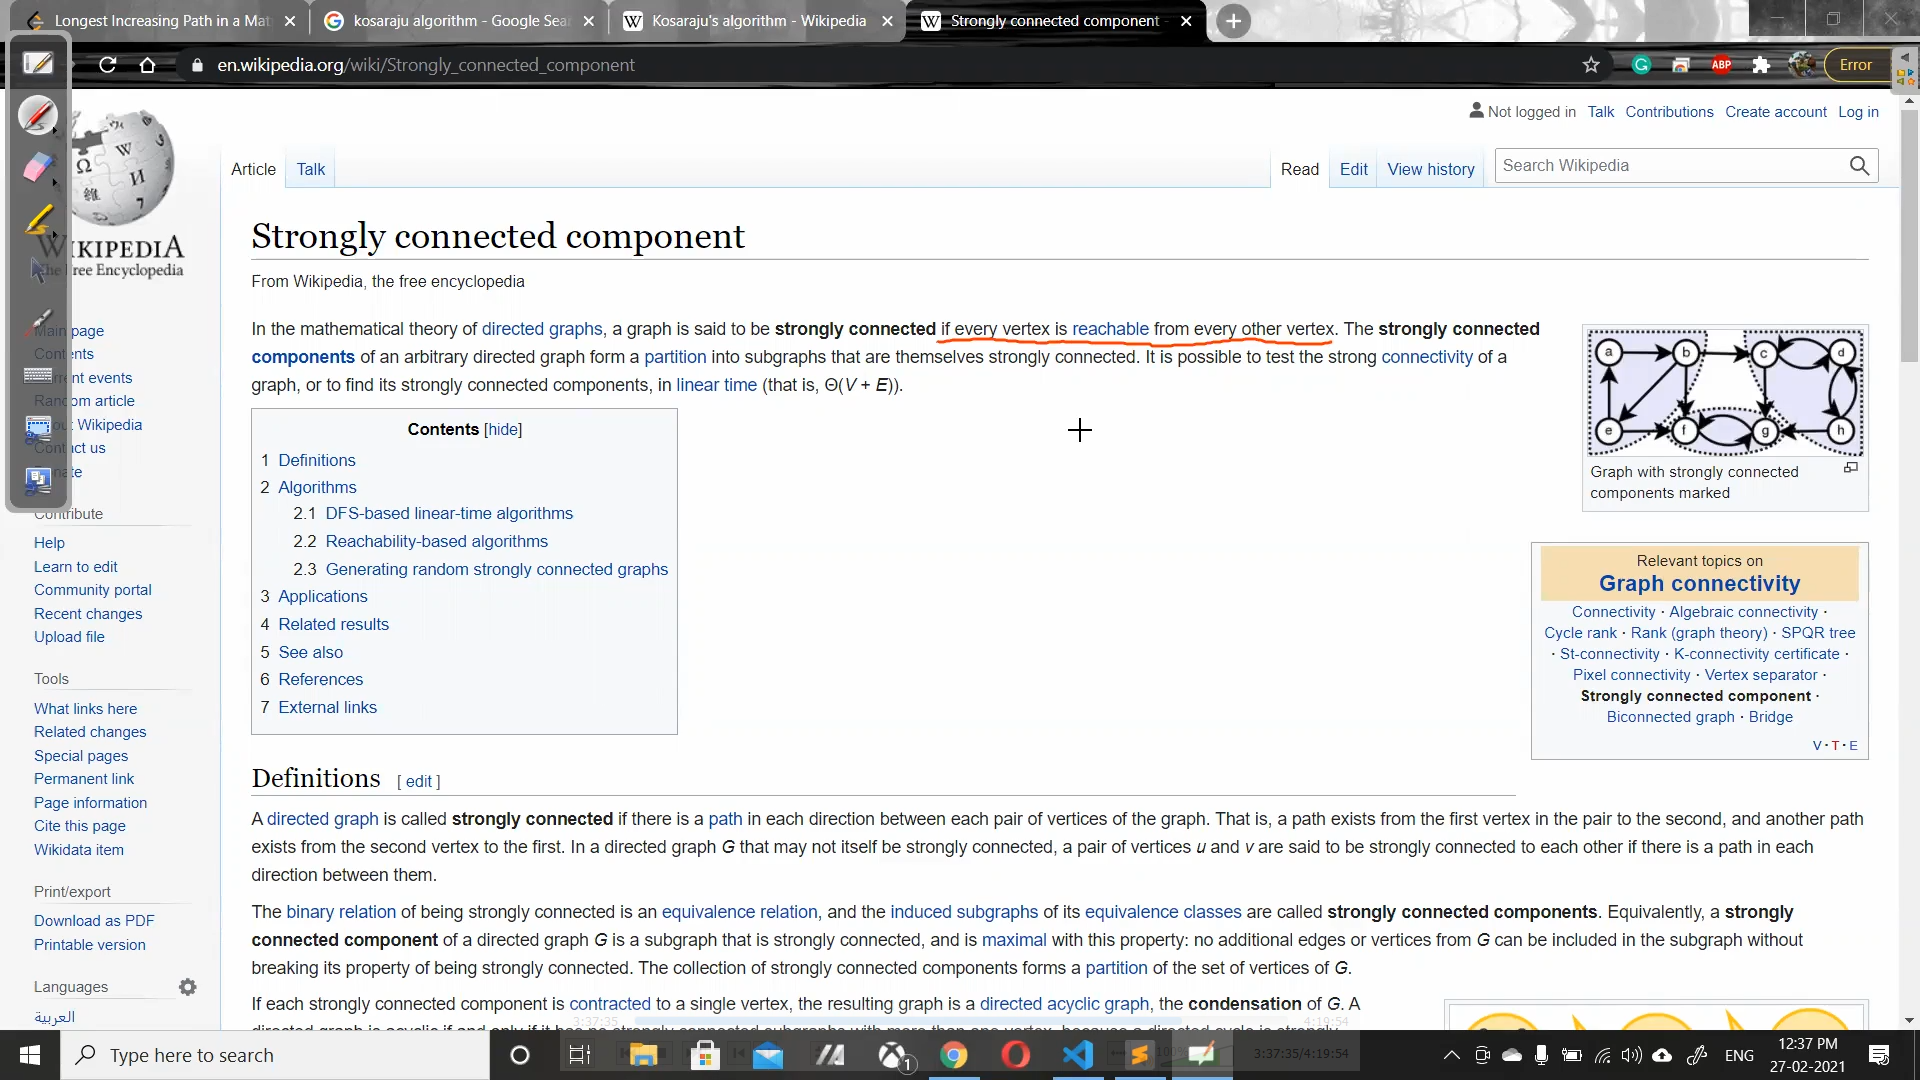 Longest Increasing Path in a Mat
kosaraju algorithm - Google Sea
Kosaraju's algorithm - Wikipedia
Strongly connected component -
en.wikipedia.org/wiki/Strongly_connected_component
ABP
Error
Not logged in Talk Contributions Create account Log in
Article Talk
Read Edit View history
Search Wikipedia
WIKIPEDIA
The Free Encyclopedia
Main page
Contents
Random article
Contact us
Contribute
Help
Learn to edit
Community portal
Recent changes
Upload file
Tools
What links here
Related changes
Special pages
Permanent link
Page information
Cite this page
Wikidata item
Print/export
Download as PDF
Printable version
Languages
العربية
Strongly connected component
From Wikipedia, the free encyclopedia
In the mathematical theory of directed graphs, a graph is said to be strongly connected if every vertex is reachable from every other vertex. The strongly connected
components of an arbitrary directed graph form a partition into subgraphs that are themselves strongly connected. It is possible to test the strong connectivity of a
graph, or to find its strongly connected components, in linear time (that is, Θ(V + E)).
Contents [hide]
1 Definitions
2 Algorithms
2.1 DFS-based linear-time algorithms
2.2 Reachability-based algorithms
2.3 Generating random strongly connected graphs
3 Applications
4 Related results
5 See also
6 References
7 External links
a b c d
e f g h
Graph with strongly connected
components marked
Relevant topics on
Graph connectivity
Connectivity · Algebraic connectivity ·
Cycle rank · Rank (graph theory) · SPQR tree
· St-connectivity · K-connectivity certificate ·
Pixel connectivity · Vertex separator ·
Strongly connected component ·
Biconnected graph · Bridge
V · T · E
Definitions [ edit ]
A directed graph is called strongly connected if there is a path in each direction between each pair of vertices of the graph. That is, a path exists from the first vertex in the pair to the second, and another path
exists from the second vertex to the first. In a directed graph G that may not itself be strongly connected, a pair of vertices u and v are said to be strongly connected to each other if there is a path in each
direction between them.
The binary relation of being strongly connected is an equivalence relation, and the induced subgraphs of its equivalence classes are called strongly connected components. Equivalently, a strongly
connected component of a directed graph G is a subgraph that is strongly connected, and is maximal with this property: no additional edges or vertices from G can be included in the subgraph without
breaking its property of being strongly connected. The collection of strongly connected components forms a partition of the set of vertices of G.
If each strongly connected component is contracted to a single vertex, the resulting graph is a directed acyclic graph, the condensation of G. A
3:37:35
4:19:54
Type here to search
1
100%
3:37:35/4:19:54
ENG
12:37 PM
27-02-2021